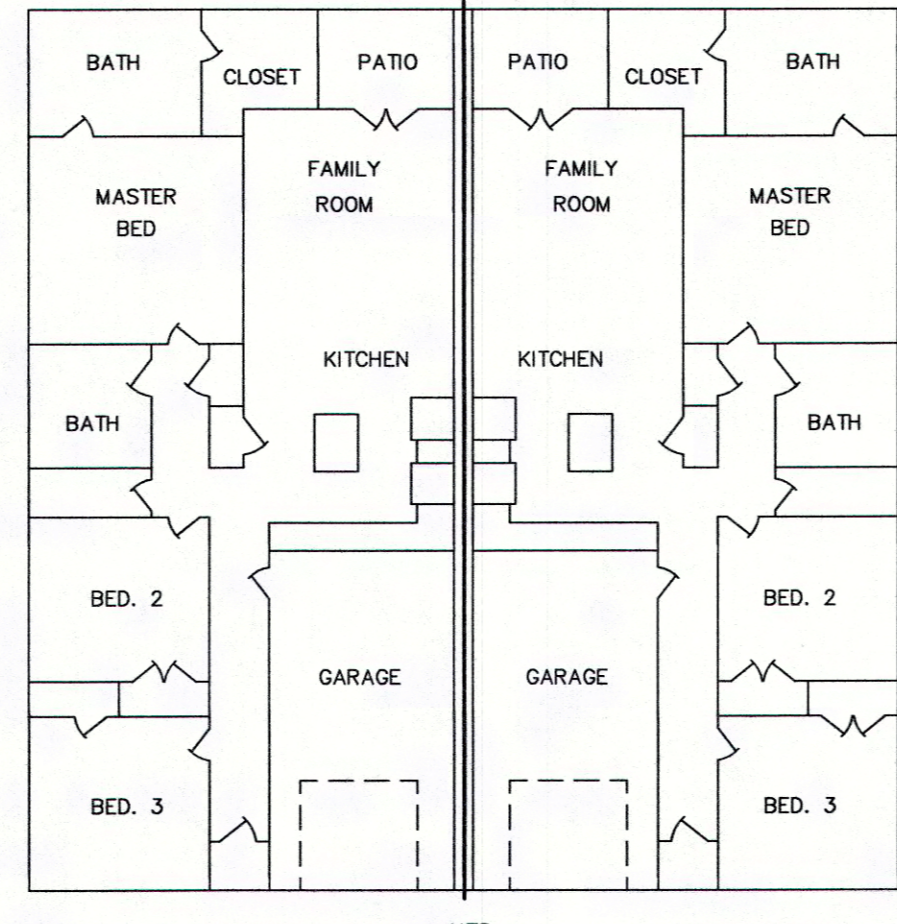 BATH
CLOSET
PATIO
PATIO
CLOSET
BATH
MASTER
BED
FAMILY
ROOM
FAMILY
ROOM
MASTER
BED
KITCHEN
KITCHEN
BATH
BATH
BED. 2
BED. 2
GARAGE
GARAGE
BED. 3
BED. 3